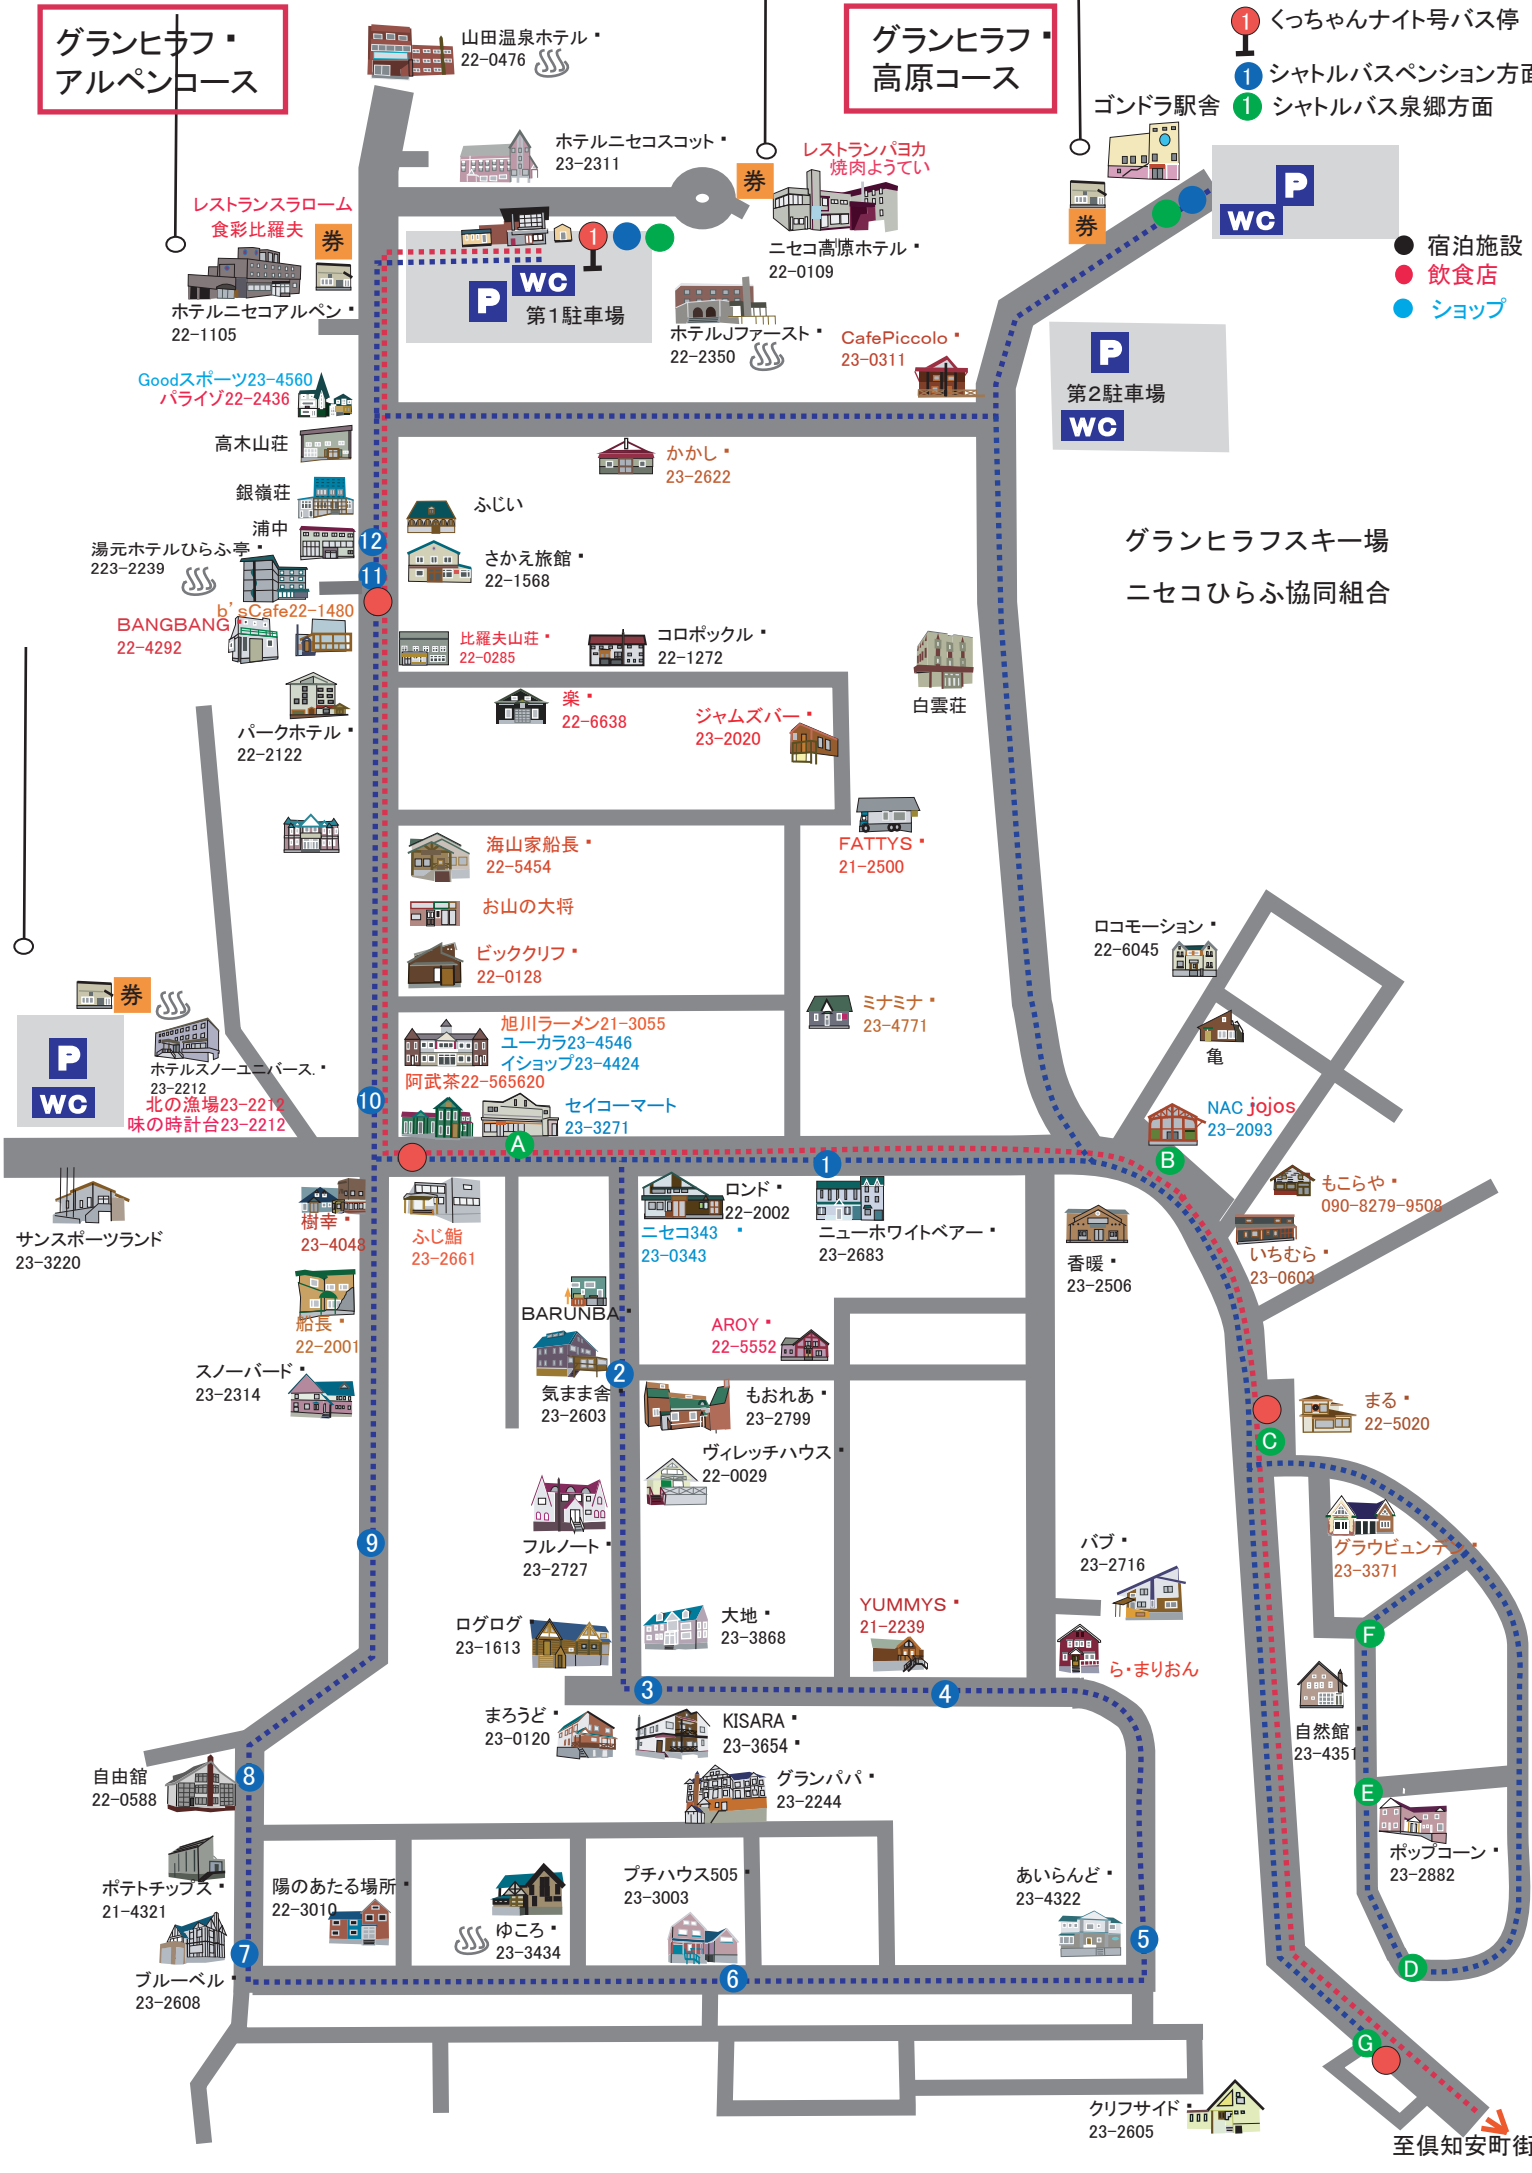 グランヒラフ
アルペンコース
山田温泉ホテル
22-0476
グランヒラフ
高原コース
1 くっちゃんナイト号バス停
1 シャトルバスペンション方面
1 シャトルバス泉郷方面
ゴンドラ駅舎
ホテルニセコスコット
23-2311
レストランパヨカ
焼肉ようてい
券
券
P
WC
レストランスラローム
食彩比羅夫
券
1
ニセコ高原ホテル
22-0109
宿泊施設
飲食店
ショップ
WC
P
第1駐車場
ホテルニセコアルペン
22-1105
ホテルJファースト
22-2350
CafePiccolo
23-0311
P
第2駐車場
WC
Goodスポーツ23-4560
パライゾ22-2436
高木山荘
かかし
23-2622
銀嶺荘
ふじい
浦中
12
湯元ホテルひらふ亭
223-2239
さかえ旅館
22-1568
11
グランヒラフスキー場
ニセコひらふ協同組合
b'sCafe22-1480
BANGBANG
22-4292
比羅夫山荘
22-0285
コロポックル
22-1272
白雲荘
楽
22-6638
ジャムズバー
23-2020
パークホテル
22-2122
海山家船長
22-5454
FATTYS
21-2500
お山の大将
ビッククリフ
22-0128
ロコモーション
22-6045
券
ミナミナ
23-4771
亀
P
WC
旭川ラーメン21-3055
ユーカラ23-4546
イショップ23-4424
阿武茶22-565620
ホテルスノーユニバース.
23-2212
北の漁場23-2212
味の時計台23-2212
10
セイコーマート
23-3271
NAC jojos
23-2093
A
1
B
サンスポーツランド
23-3220
樹幸
23-4048
ふじ鮨
23-2661
ロンド
22-2002
ニセコ343
23-0343
ニューホワイトベアー
23-2683
香暖
23-2506
もこらや
090-8279-9508
いちむら
23-0603
船長
22-2001
BARUNBA
AROY
22-5552
スノーバード
23-2314
2
気まま舎
23-2603
もおれあ
23-2799
まる
22-5020
C
ヴィレッチハウス
22-0029
9
フルノート
23-2727
バブ
23-2716
グラウビュンデン
23-3371
ログログ
23-1613
大地
23-3868
YUMMYS
21-2239
F
ら・まりおん
3
4
まろうど
23-0120
KISARA
23-3654
自然館
23-4351
自由舘
22-0588
8
グランパパ
23-2244
E
ポップコーン
23-2882
ポテトチップス
21-4321
陽のあたる場所
22-3010
プチハウス505
23-3003
あいらんど
23-4322
ゆころ
23-3434
7
5
ブルーベル
23-2608
6
D
G
クリフサイド
23-2605
至倶知安町街